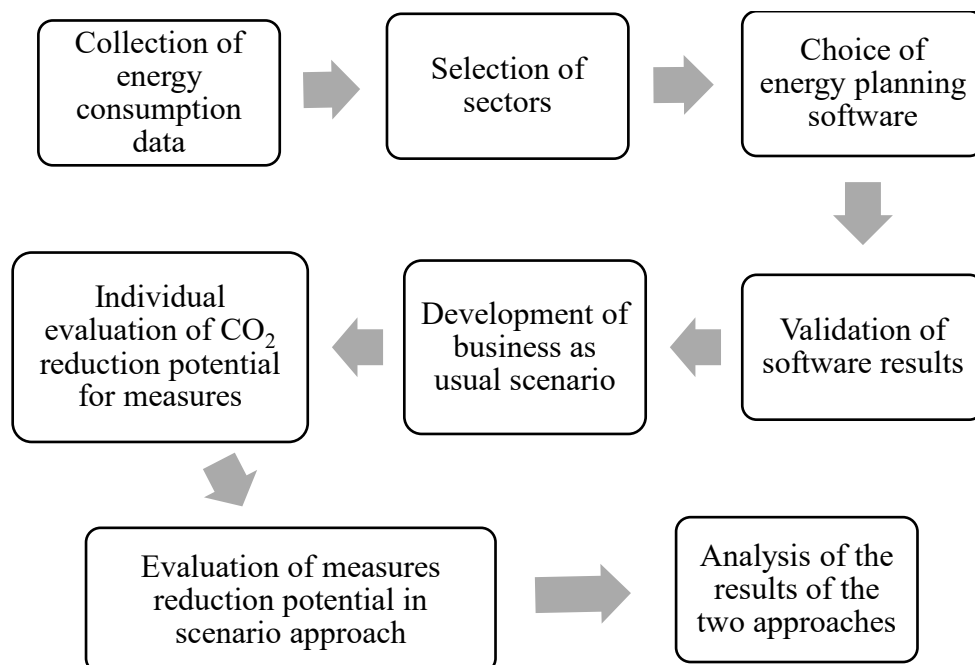 Collection of
energy
consumption
data
Selection of
sectors
Choice of
energy planning
software
Validation of
software results
Development of
business as
usual scenario
Individual
evaluation of CO₂
reduction potential
for measures
Evaluation of measures
reduction potential in
scenario approach
Analysis of the
results of the
two approaches